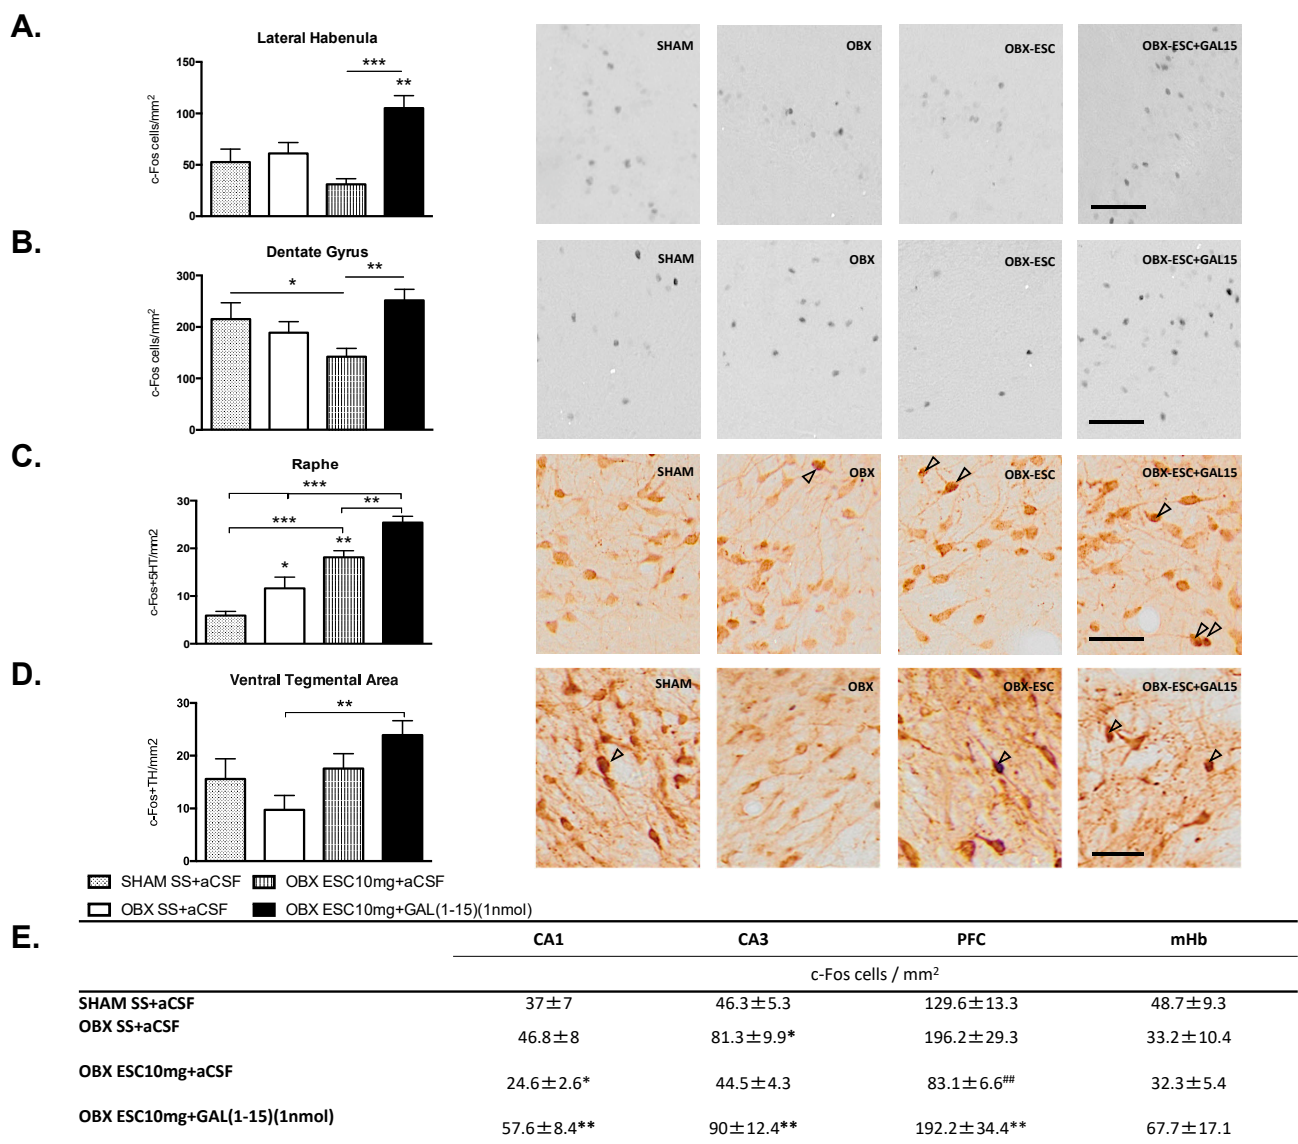 A.
Lateral Habenula
c-Fos cells/mm²
150
100
50
0
***
**
SHAM
OBX
OBX-ESC
OBX-ESC+GAL15
B.
Dentate Gyrus
c-Fos cells/mm²
300
200
100
0
*
**
SHAM
OBX
OBX-ESC
OBX-ESC+GAL15
C.
Raphe
c-Fos+5HT/mm2
30
20
10
0
***
**
***
**
*
SHAM
OBX
OBX-ESC
OBX-ESC+GAL15
D.
Ventral Tegmental Area
c-Fos+TH/mm2
30
20
10
0
**
SHAM
OBX
OBX-ESC
OBX-ESC+GAL15
SHAM SS+aCSF OBX ESC10mg+aCSF
OBX SS+aCSF OBX ESC10mg+GAL(1-15)(1nmol)
E.
CA1 CA3 PFC mHb
c-Fos cells / mm²
SHAM SS+aCSF 37±7 46.3±5.3 129.6±13.3 48.7±9.3
OBX SS+aCSF 46.8±8 81.3±9.9* 196.2±29.3 33.2±10.4
OBX ESC10mg+aCSF 24.6±2.6* 44.5±4.3 83.1±6.6## 32.3±5.4
OBX ESC10mg+GAL(1-15)(1nmol) 57.6±8.4** 90±12.4** 192.2±34.4** 67.7±17.1